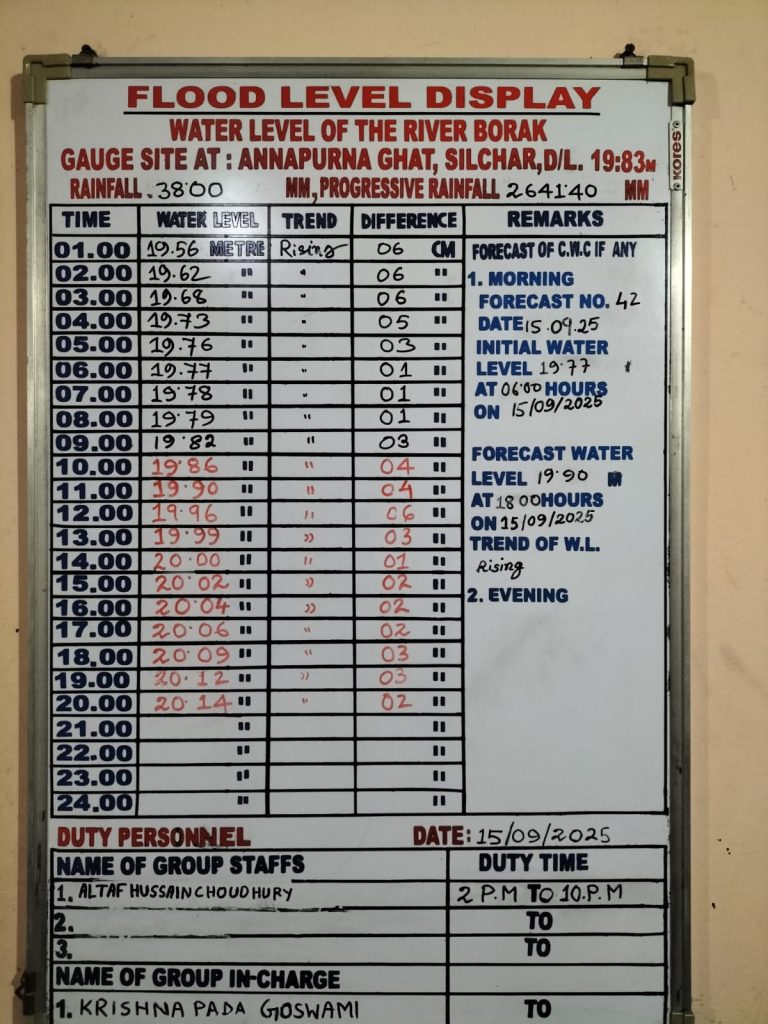 FLOOD LEVEL DISPLAY
WATER LEVEL OF THE RIVER BORAK
GAUGE SITE AT : ANNAPURNA GHAT, SILCHAR,D/L. 19:83M
KORES
RAINFALL .38·00 MM, PROGRESSIVE RAINFALL 2641·40 MM
TIME WATER LEVEL TREND DIFFERENCE REMARKS
01.00 19.56 METRE Rising 06 CM
02.00 19.62 " " 06 "
03.00 19.68 " " 06 "
04.00 19.73 " " 05 "
05.00 19.76 " " 03 "
06.00 19.77 " " 01 "
07.00 19.78 " " 01 "
08.00 19.79 " " 01 "
09.00 19.82 " " 03 "
10.00 19.86 " " 04 "
11.00 19.90 " " 04 "
12.00 19.96 " " 06 "
13.00 19.99 " " 03 "
14.00 20.00 " " 01 "
15.00 20.02 " " 02 "
16.00 20.04 " " 02 "
17.00 20.06 " " 02 "
18.00 20.09 " " 03 "
19.00 20.12 " " 03 "
20.00 20.14 " " 02 "
21.00 " "
22.00 " "
23.00 " "
24.00 " "
FORECAST OF C.W.C IF ANY
1. MORNING
FORECAST NO. 42
DATE 15.09.25
INITIAL WATER
LEVEL 19.77
AT 06:00 HOURS
ON 15/09/2025
FORECAST WATER
LEVEL 19.90 M
AT 18 00 HOURS
ON 15/09/2025
TREND OF W.L.
Rising
2. EVENING
DUTY PERSONNEL DATE: 15/09/2025
NAME OF GROUP STAFFS DUTY TIME
1. ALTAF HUSSAIN CHOUDHURY 2 P.M TO 10.P.M
2. TO
3. TO
NAME OF GROUP IN-CHARGE
1. KRISHNA PADA GOSWAMI TO